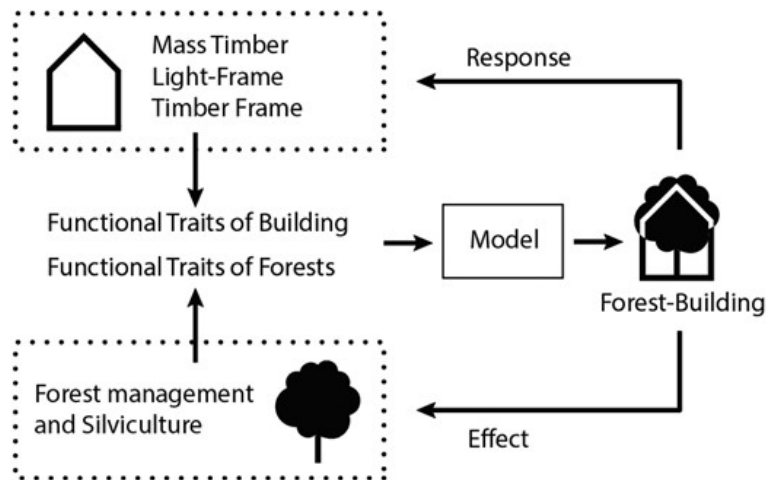 Mass Timber
Light-Frame
Timber Frame
Response
Functional Traits of Building
Functional Traits of Forests
Model
Forest-Building
Forest management
and Silviculture
Effect